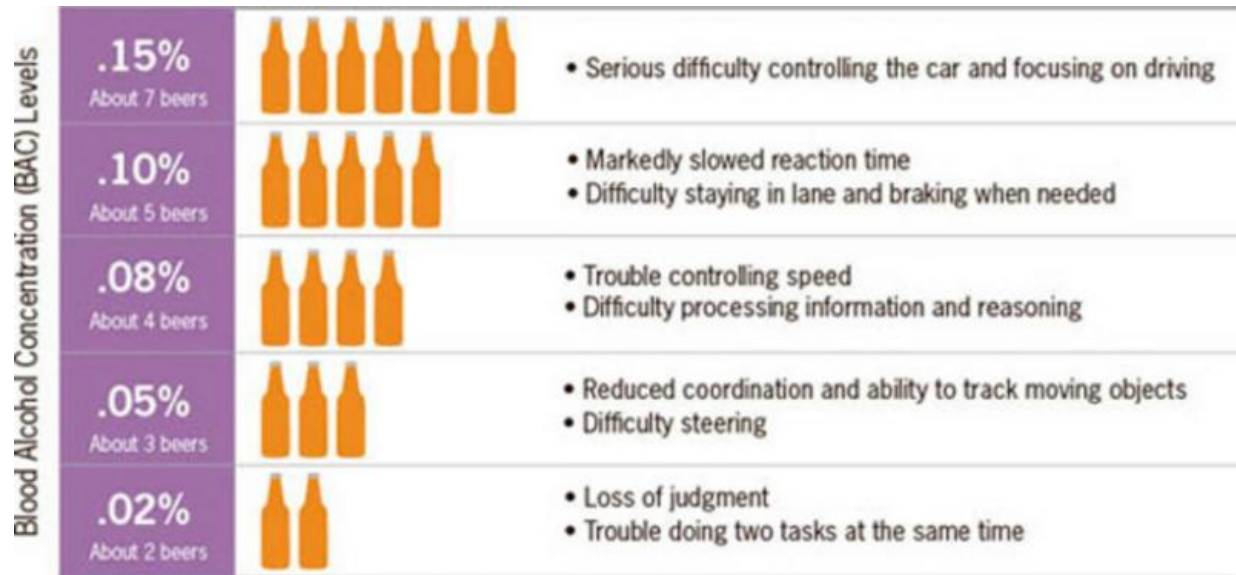 Blood Alcohol Concentration (BAC) Levels
.15%
About 7 beers
• Serious difficulty controlling the car and focusing on driving
.10%
About 5 beers
• Markedly slowed reaction time
• Difficulty staying in lane and braking when needed
.08%
About 4 beers
• Trouble controlling speed
• Difficulty processing information and reasoning
.05%
About 3 beers
• Reduced coordination and ability to track moving objects
• Difficulty steering
.02%
About 2 beers
• Loss of judgment
• Trouble doing two tasks at the same time